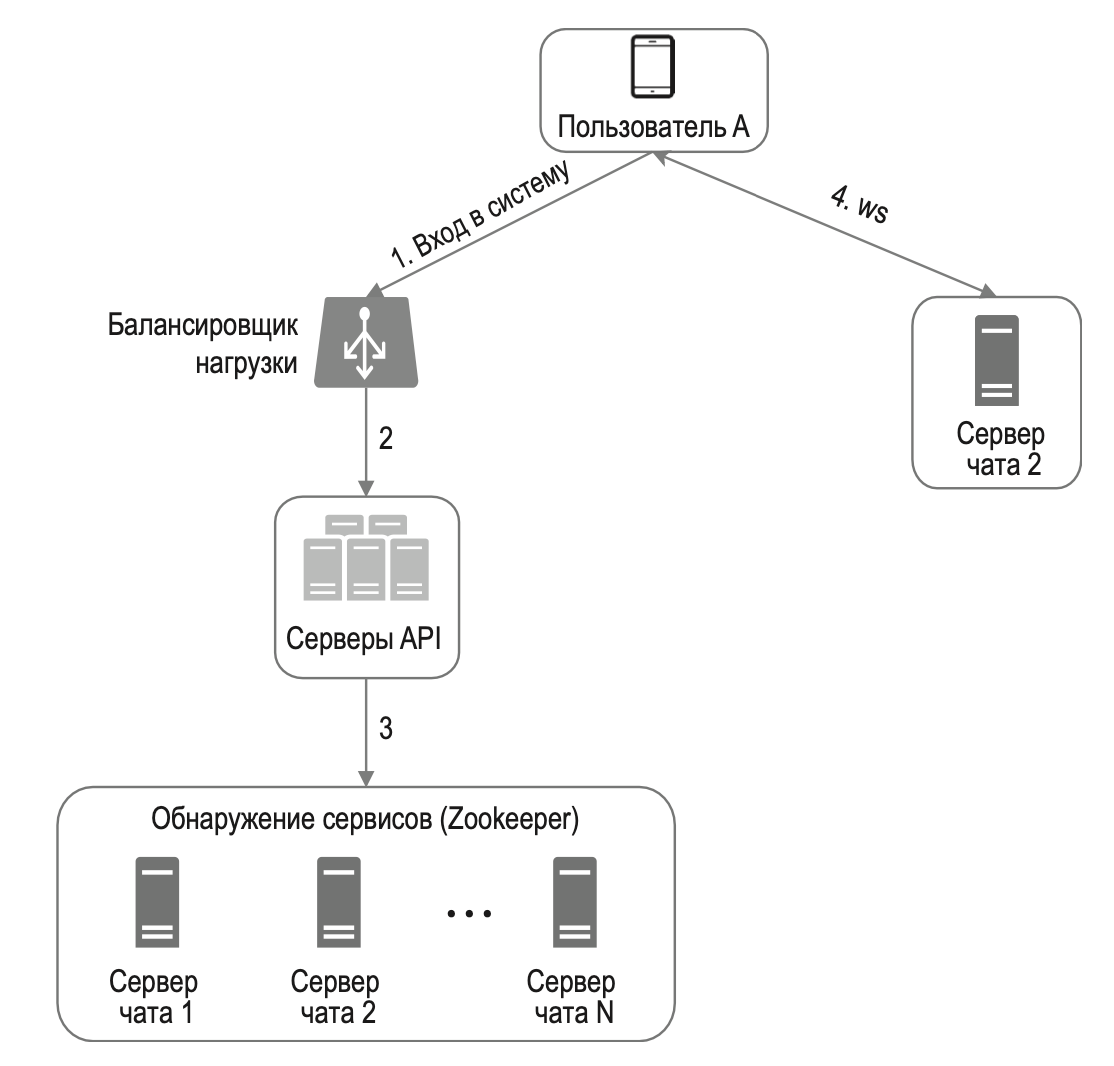 Пользователь А
1. Вход в систему
4. ws
Балансировщик
нагрузки
2
Сервер
чата 2
Серверы API
3
Обнаружение сервисов (Zookeeper)
Сервер
чата 1
Сервер
чата 2
...
Сервер
чата N